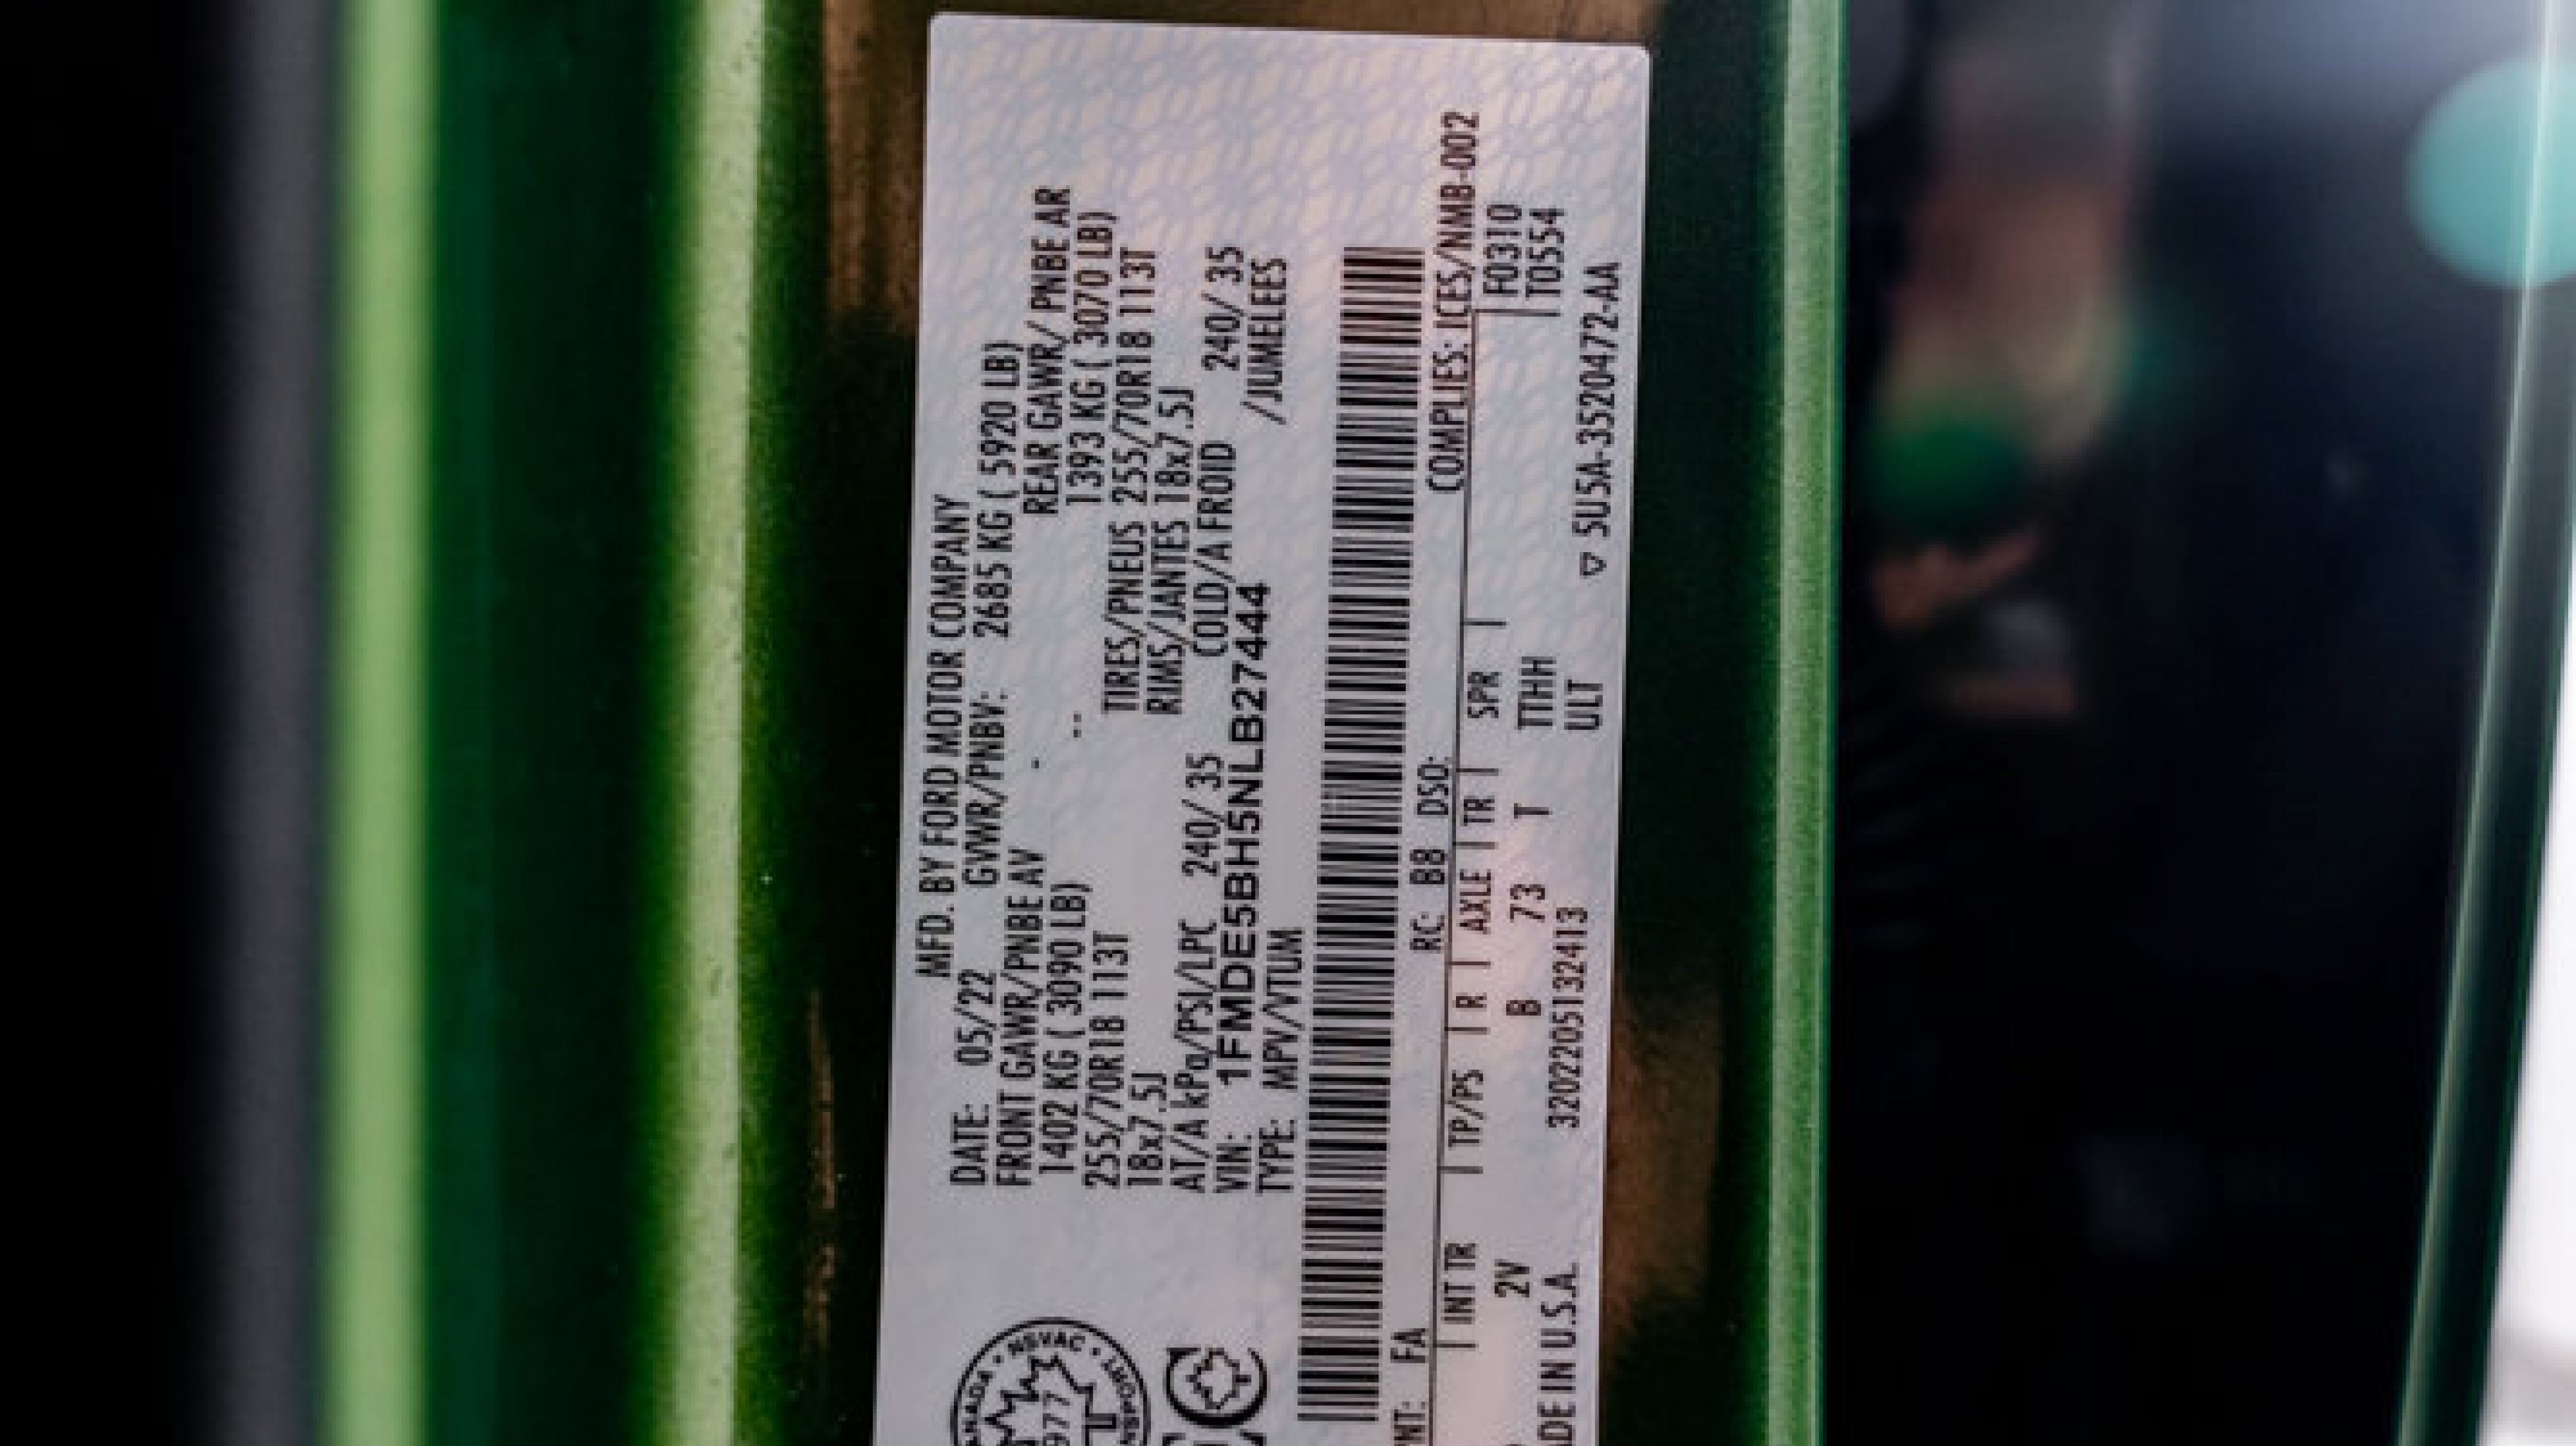 MFD. BY FORD MOTOR COMPANY
DATE: 05/22 GVWR/PNBV: 2685 KG ( 5920 LB)
FRONT GAWR/PNBE AV REAR GAWR/ PNBE AR
1402 KG ( 3090 LB) 1393 KG ( 3070 LB)
255/70R18 113T TIRES/PNEUS 255/70R18 113T
18x7.5J RIMS/JANTES 18x7.5J
AT/A kPa/PSI/LPC 240/ 35 COLD/A FROID 240/ 35
VIN: 1FMDE5BH5NLB27444 /JUMELEES
TYPE: MPV/VTUM
NSVAC
9777
FA RC: B8 DSO: COMPLIES: ICES/NMB-002
INT TR | TP/PS | R | AXLE | TR | SPR | F0310
2V B 73 T TTHH T0554
3202205132413 ULT
U.S.A. ▽ 5U5A-3520472-AA